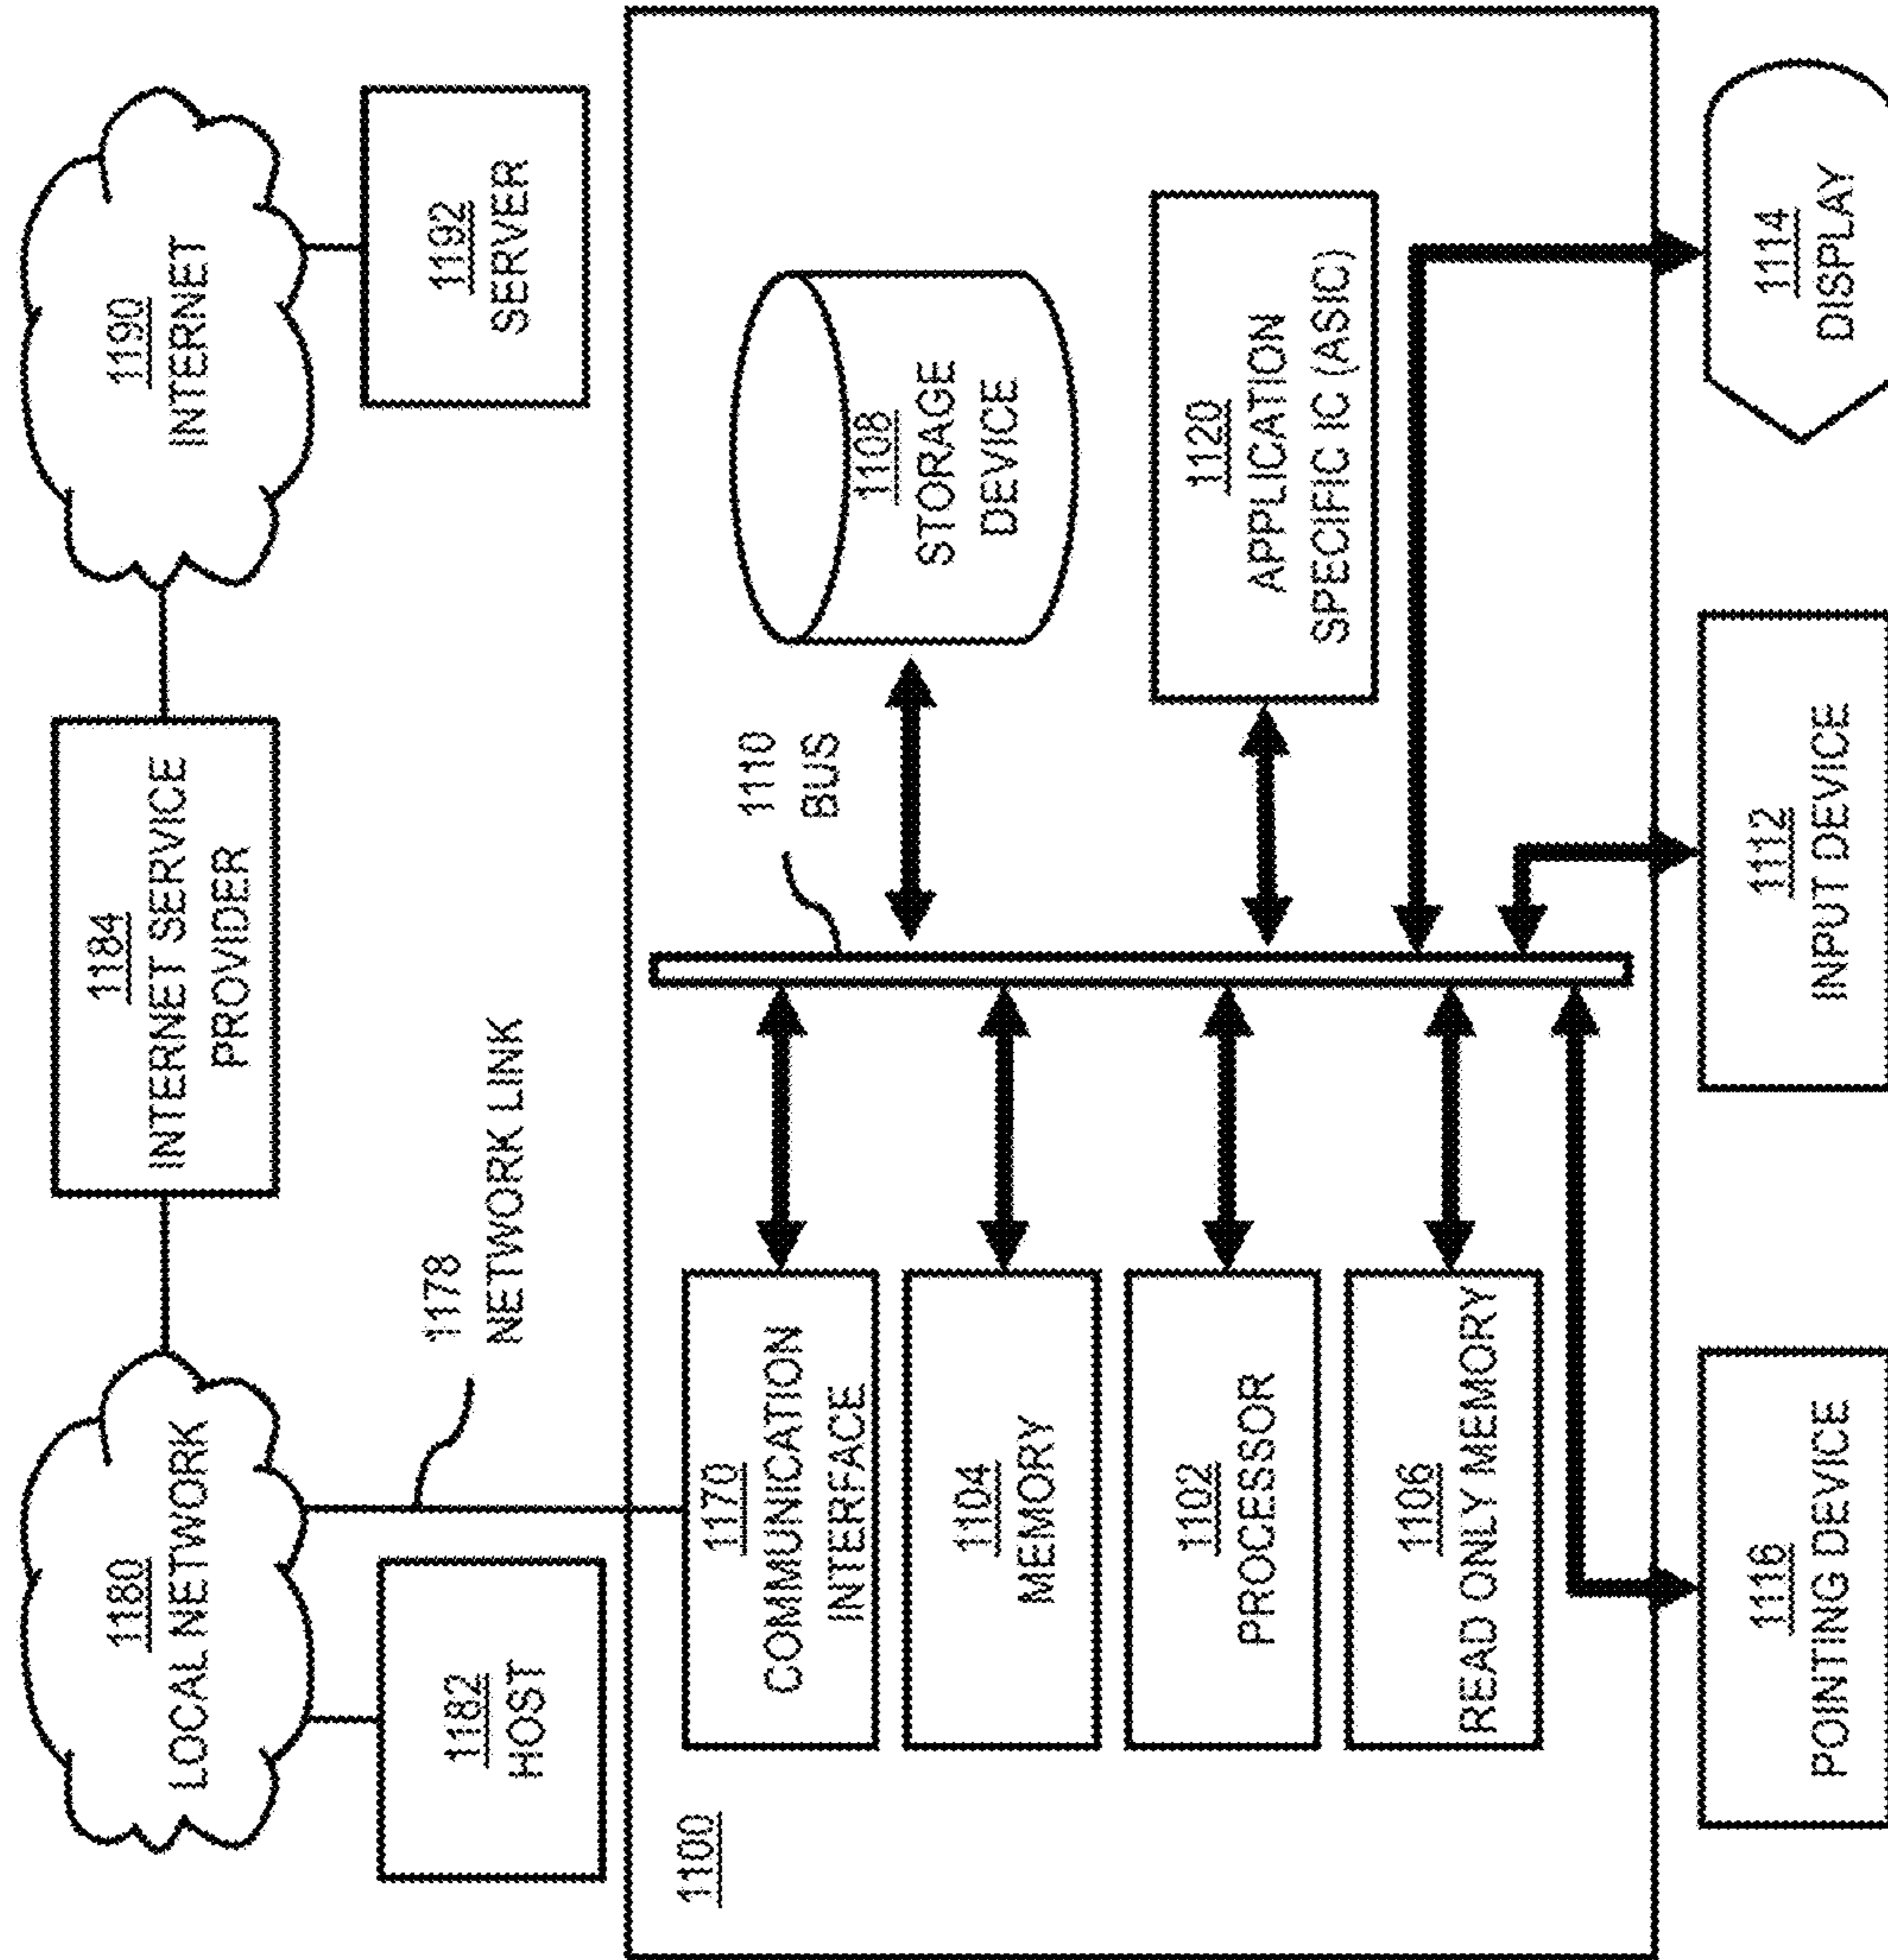 1180
LOCAL NETWORK
1184
INTERNET SERVICE
PROVIDER
1190
INTERNET
1182
HOST
1178
NETWORK LINK
1192
SERVER
1100
1170
COMMUNICATION
INTERFACE
1110
BUS
1108
STORAGE
DEVICE
1104
MEMORY
1102
PROCESSOR
1120
APPLICATION
SPECIFIC IC (ASIC)
1106
READ ONLY MEMORY
1116
POINTING DEVICE
1112
INPUT DEVICE
1114
DISPLAY